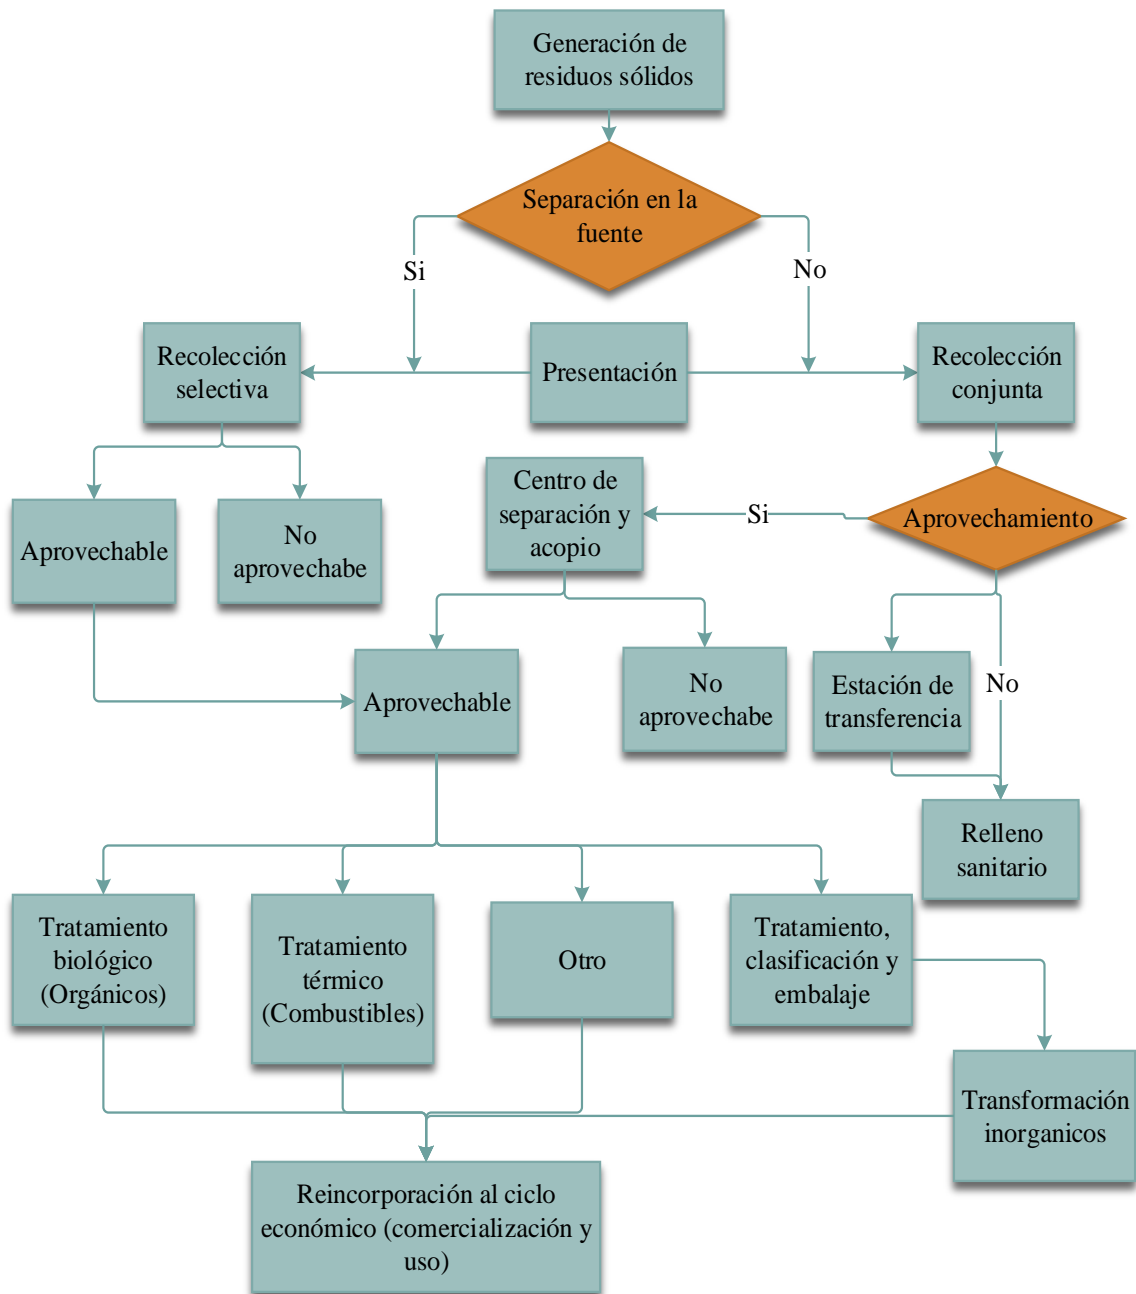 Generación de
residuos sólidos
Separación en la
fuente
Si
No
Recolección
selectiva
Presentación
Recolección
conjunta
Centro de
separación y
acopio
Si
Aprovechamiento
Aprovechable
No
aprovechabe
Aprovechable
No
aprovechabe
Estación de
transferencia
No
Relleno
sanitario
Tratamiento
biológico
(Orgánicos)
Tratamiento
térmico
(Combustibles)
Otro
Tratamiento,
clasificación y
embalaje
Transformación
inorganicos
Reincorporación al ciclo
económico (comercialización y
uso)